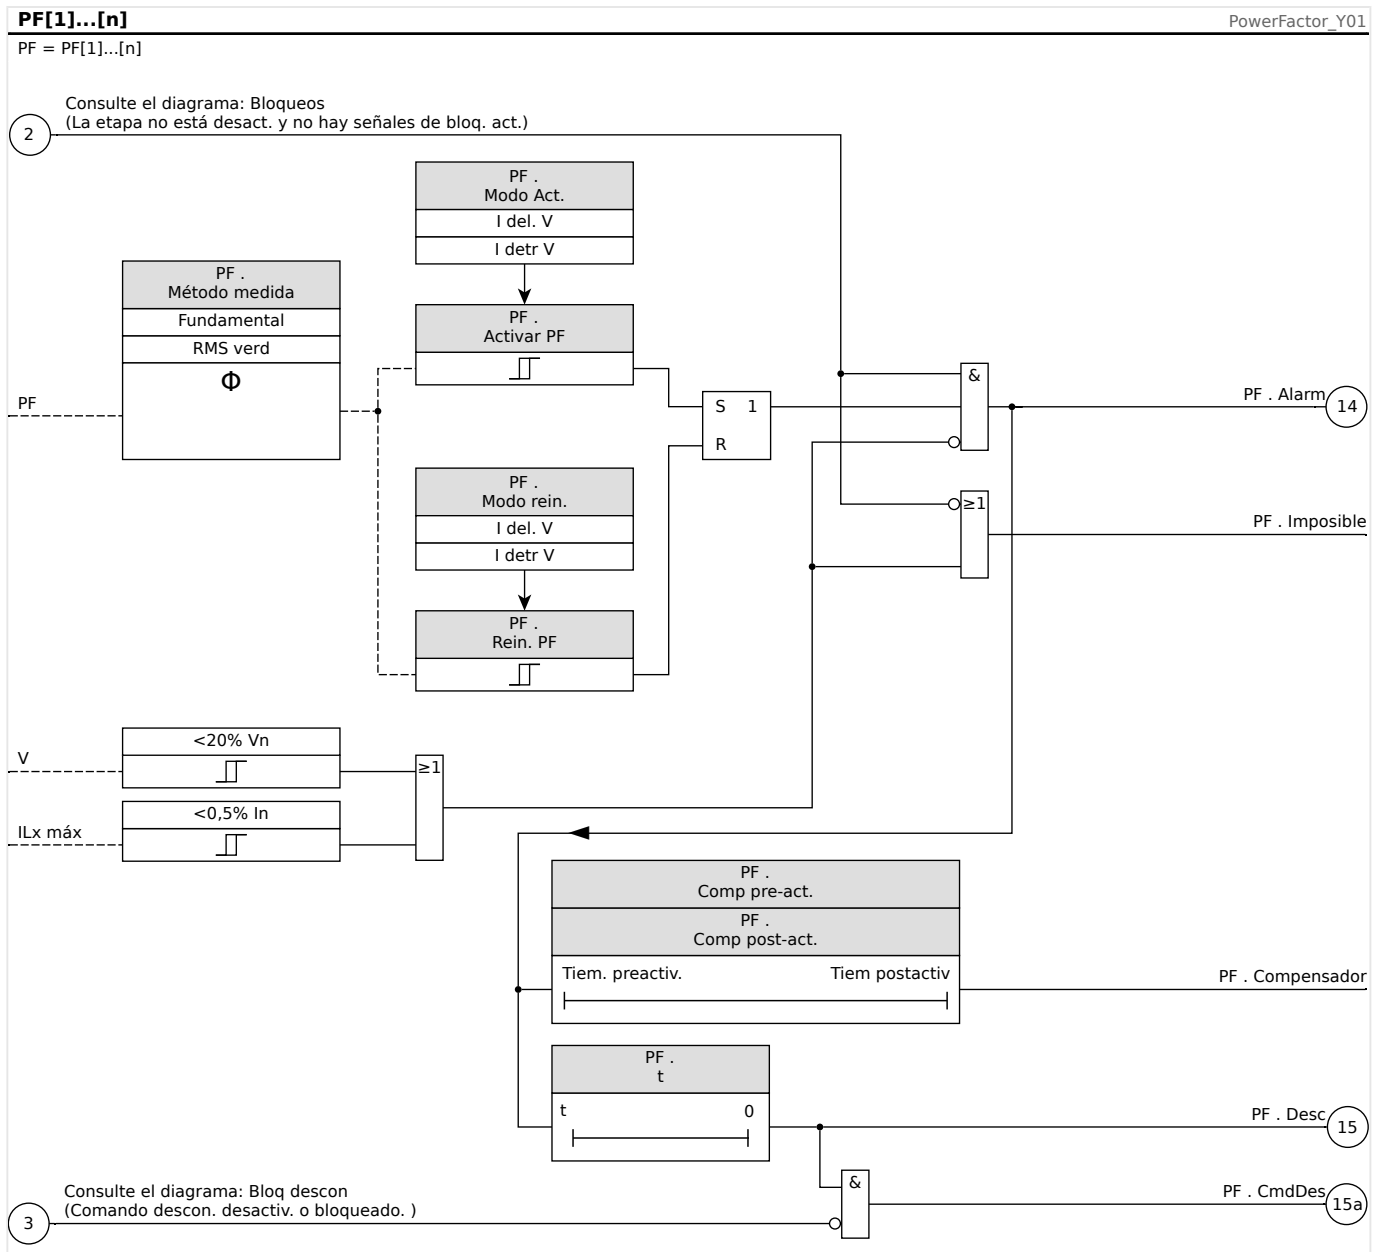 PF[1]...[n]
PowerFactor_Y01
PF = PF[1]...[n]
Consulte el diagrama: Bloqueos
(La etapa no está desact. y no hay señales de bloq. act.)
2
PF .
Modo Act.
I del. V
I detr V
PF .
Método medida
Fundamental
RMS verd
Φ
PF
PF .
Activar PF
S 1
R
&
PF . Alarm
14
PF .
Modo rein.
I del. V
I detr V
≥1
PF . Imposible
PF .
Rein. PF
<20% Vn
V
≥1
<0,5% In
ILx máx
PF .
Comp pre-act.
PF .
Comp post-act.
Tiem. preactiv. Tiem postactiv
PF . Compensador
PF .
t
t 0
PF . Desc
15
&
PF . CmdDes
15a
Consulte el diagrama: Bloq descon
(Comando descon. desactiv. o bloqueado. )
3